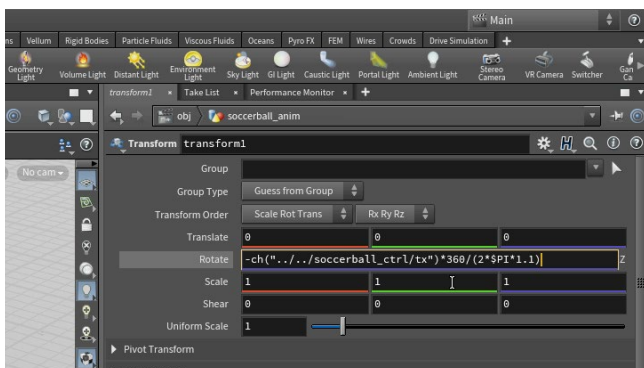 Main
ns Vellum Rigid Bodies Particle Fluids Viscous Fluids Oceans Pyro FX FEM Wires Crowds Drive Simulation +
Geometry Light Volume Light Distant Light Environment Light Sky Light GI Light Caustic Light Portal Light Ambient Light Stereo Camera VR Camera Switcher Gan Ca
transform1 × Take List × Performance Monitor × +
obj soccerball_anim
Transform transform1
No cam
Group
Group Type Guess from Group
Transform Order Scale Rot Trans Rx Ry Rz
Translate 0 0 0
Rotate -ch("../../soccerball_ctrl/tx")*360/(2*$PI*1.1) Z
Scale 1 1 1
Shear 0 0 0
Uniform Scale 1
Pivot Transform